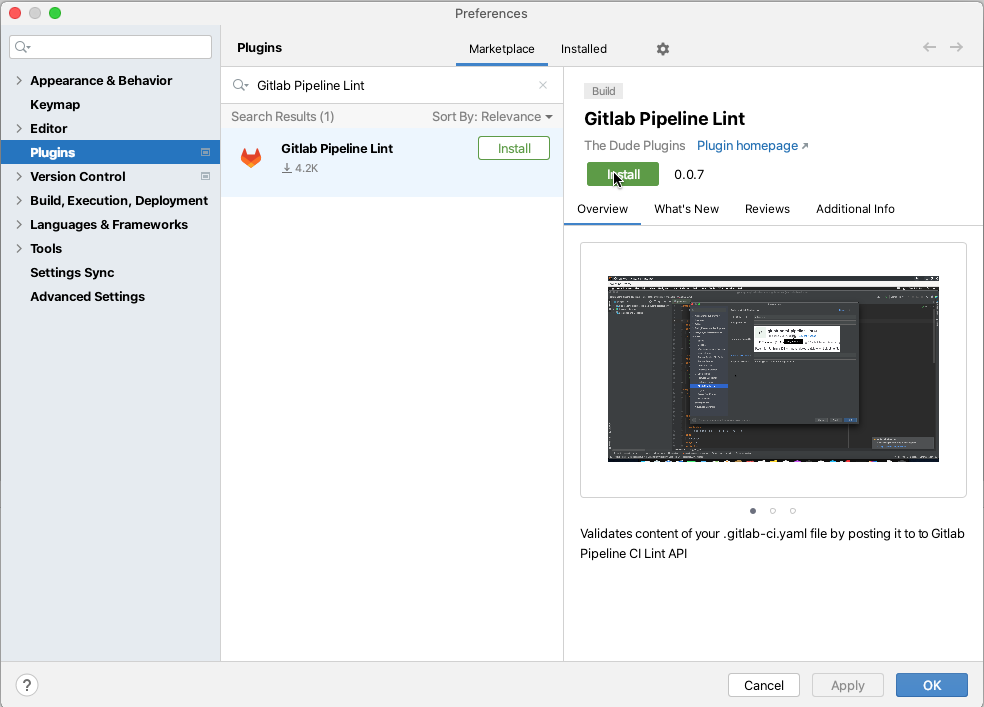 Preferences
Plugins
Marketplace
Installed
Appearance & Behavior
Keymap
Editor
Plugins
Version Control
Build, Execution, Deployment
Languages & Frameworks
Tools
Settings Sync
Advanced Settings
Gitlab Pipeline Lint
Search Results (1)
Sort By: Relevance
Gitlab Pipeline Lint
4.2K
Install
Build
Gitlab Pipeline Lint
The Dude Plugins Plugin homepage
Install 0.0.7
Overview What's New Reviews Additional Info
Validates content of your .gitlab-ci.yaml file by posting it to to Gitlab
Pipeline CI Lint API
?
Cancel
Apply
OK